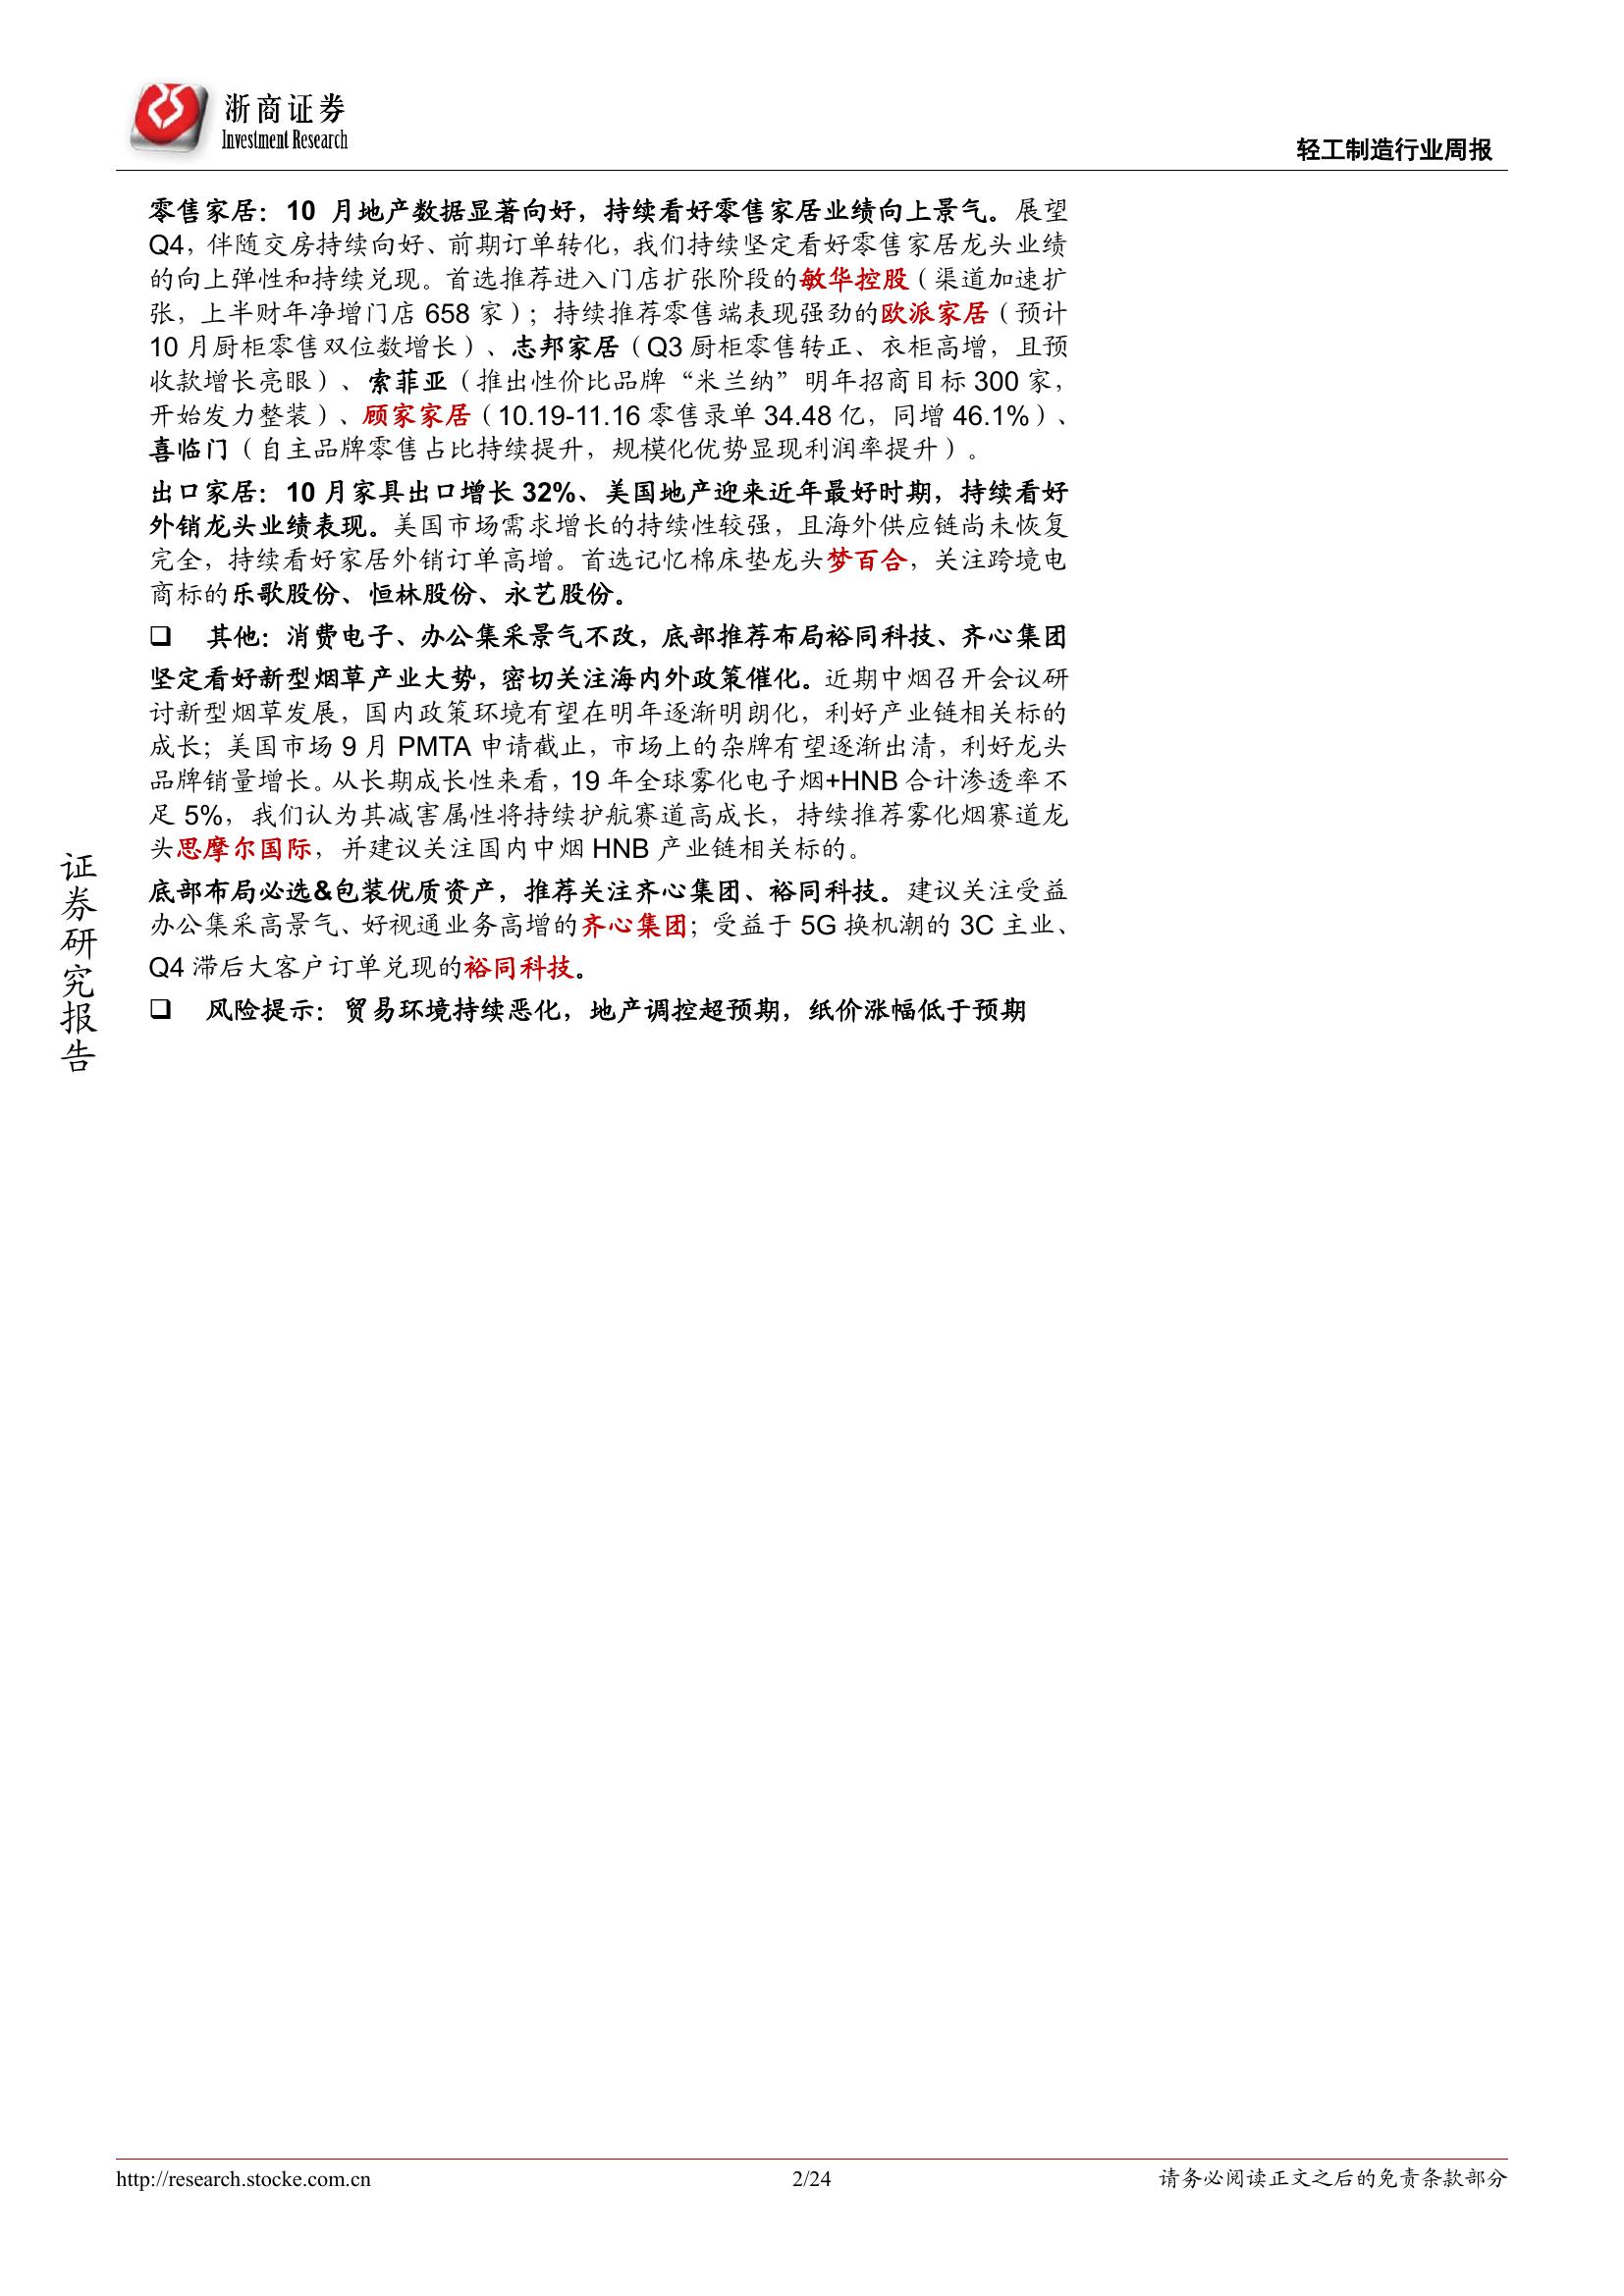 浙商证券
Investment Research
轻工制造行业周报
零售家居：10 月地产数据显著向好，持续看好零售家居业绩向上景气。展望
Q4，伴随交房持续向好、前期订单转化，我们持续坚定看好零售家居龙头业绩
的向上弹性和持续兑现。首选推荐进入门店扩张阶段的敏华控股（渠道加速扩
张，上半财年净增门店 658 家）；持续推荐零售端表现强劲的欧派家居（预计
10 月厨柜零售双位数增长）、志邦家居（Q3 厨柜零售转正、衣柜高增，且预
收款增长亮眼）、索菲亚（推出性价比品牌“米兰纳”明年招商目标 300 家，
开始发力整装）、顾家家居（10.19-11.16 零售录单 34.48 亿，同增 46.1%）、
喜临门（自主品牌零售占比持续提升，规模化优势显现利润率提升）。
出口家居：10 月家具出口增长 32%、美国地产迎来近年最好时期，持续看好
外销龙头业绩表现。美国市场需求增长的持续性较强，且海外供应链尚未恢复
完全，持续看好家居外销订单高增。首选记忆棉床垫龙头梦百合，关注跨境电
商标的乐歌股份、恒林股份、永艺股份。
❑ 其他：消费电子、办公集采景气不改，底部推荐布局裕同科技、齐心集团
坚定看好新型烟草产业大势，密切关注海内外政策催化。近期中烟召开会议研
讨新型烟草发展，国内政策环境有望在明年逐渐明朗化，利好产业链相关标的
成长；美国市场 9 月 PMTA 申请截止，市场上的杂牌有望逐渐出清，利好龙头
品牌销量增长。从长期成长性来看，19 年全球雾化电子烟+HNB 合计渗透率不
足 5%，我们认为其减害属性将持续护航赛道高成长，持续推荐雾化烟赛道龙
头思摩尔国际，并建议关注国内中烟 HNB 产业链相关标的。
底部布局必选&包装优质资产，推荐关注齐心集团、裕同科技。建议关注受益
办公集采高景气、好视通业务高增的齐心集团；受益于 5G 换机潮的 3C 主业、
Q4 滞后大客户订单兑现的裕同科技。
❑ 风险提示：贸易环境持续恶化，地产调控超预期，纸价涨幅低于预期
证券研究报告
http://research.stocke.com.cn
2/24
请务必阅读正文之后的免责条款部分